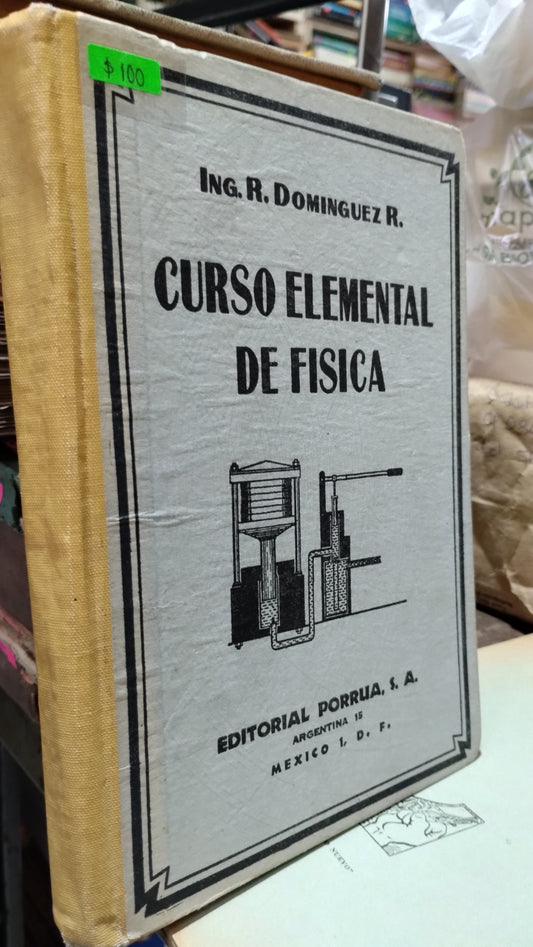 $ 100
ING. R. DOMINGUEZ R.
CURSO ELEMENTAL
DE FISICA
EDITORIAL PORRUA, S. A.
ARGENTINA 15
MEXICO 1, D. F.